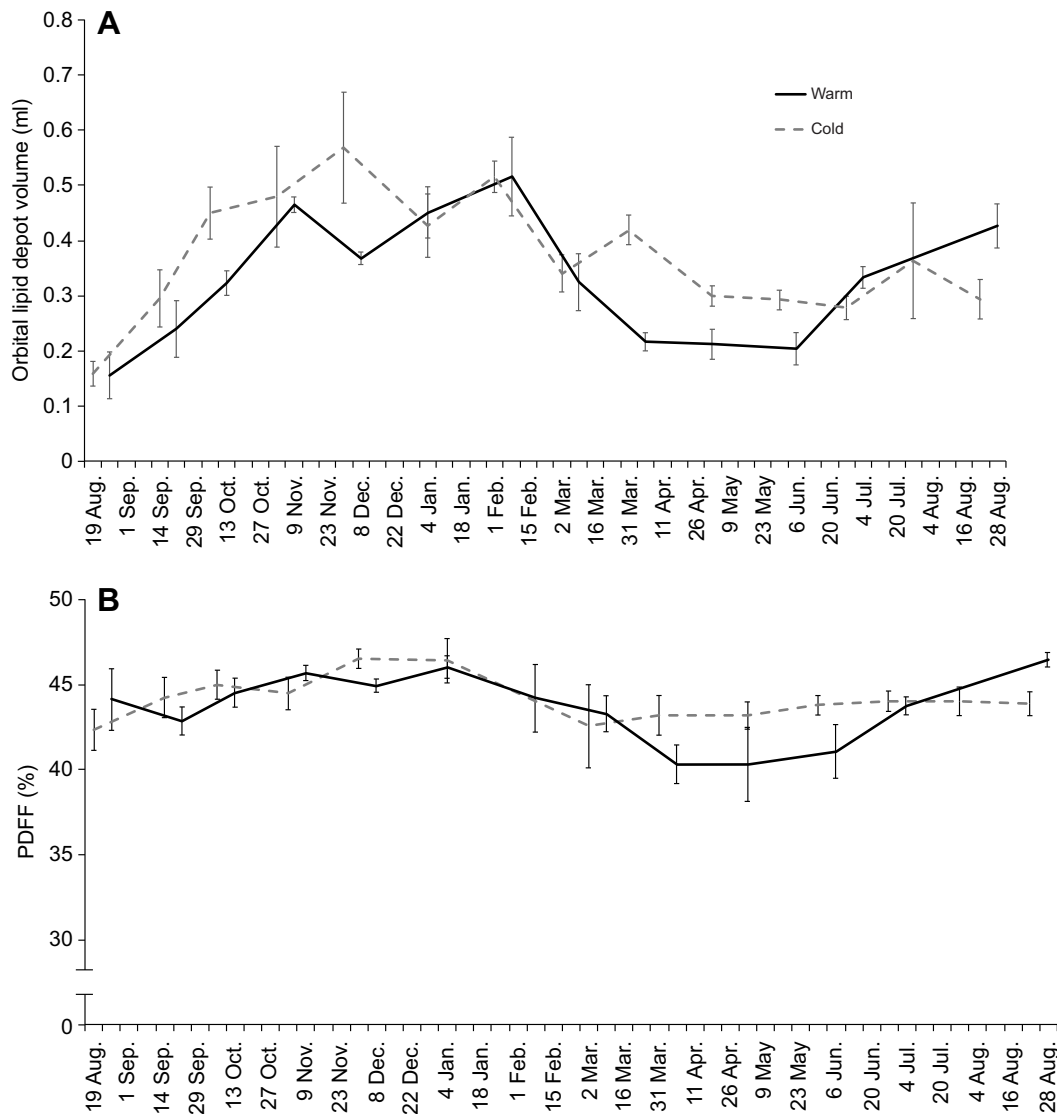 A
0.8
0.7
0.6
0.5
0.4
0.3
0.2
0.1
0
Orbital lipid depot volume (ml)
Warm
Cold
19 Aug.
1 Sep.
14 Sep.
29 Sep.
13 Oct.
27 Oct.
9 Nov.
23 Nov.
8 Dec.
22 Dec.
4 Jan.
18 Jan.
1 Feb.
15 Feb.
2 Mar.
16 Mar.
31 Mar.
11 Apr.
26 Apr.
9 May
23 May
6 Jun.
20 Jun.
4 Jul.
20 Jul.
4 Aug.
16 Aug.
28 Aug.
B
50
45
40
35
30
0
PDFF (%)
19 Aug.
1 Sep.
14 Sep.
29 Sep.
13 Oct.
27 Oct.
9 Nov.
23 Nov.
8 Dec.
22 Dec.
4 Jan.
18 Jan.
1 Feb.
15 Feb.
2 Mar.
16 Mar.
31 Mar.
11 Apr.
26 Apr.
9 May
23 May
6 Jun.
20 Jun.
4 Jul.
20 Jul.
4 Aug.
16 Aug.
28 Aug.